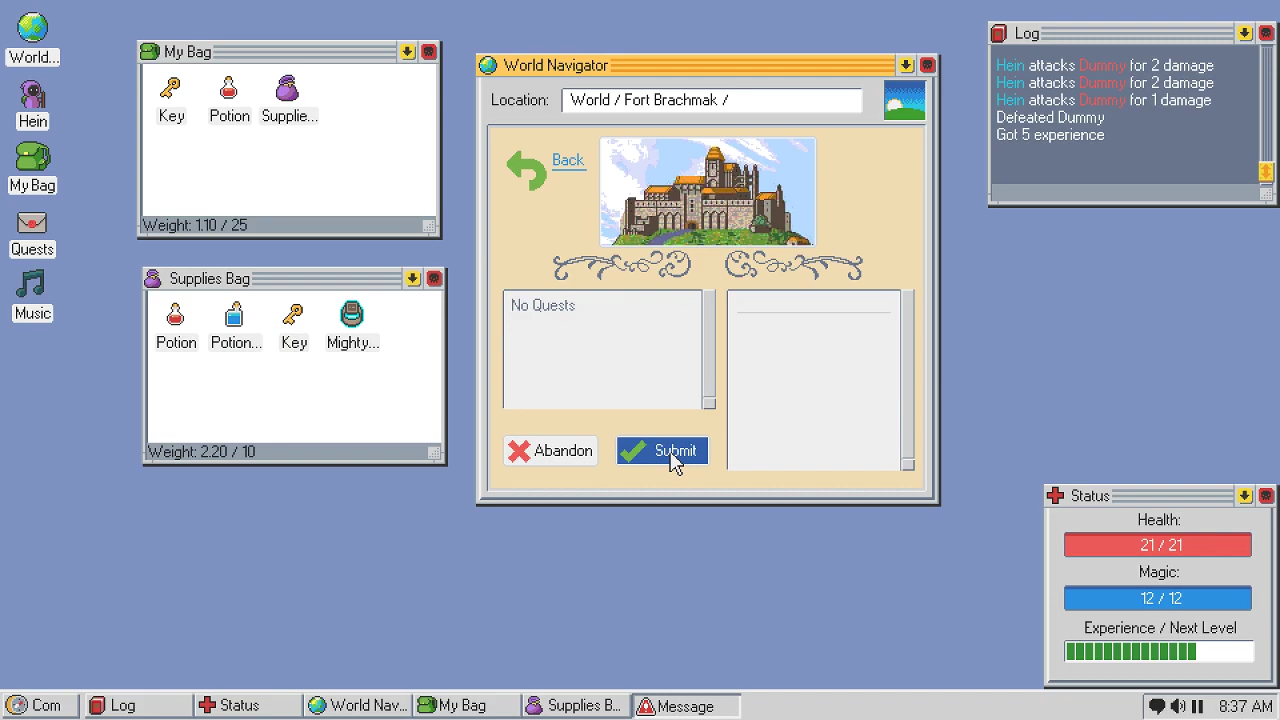 World...
Hein
My Bag
Quests
Music
My Bag
Key
Potion
Supplie...
Weight: 1.10 / 25
Supplies Bag
Potion
Potion...
Key
Mighty...
Weight: 2.20 / 10
World Navigator
Location:
World / Fort Brachmak /
Back
No Quests
Abandon
Submit
Log
Hein attacks Dummy for 2 damage
Hein attacks Dummy for 2 damage
Hein attacks Dummy for 1 damage
Defeated Dummy
Got 5 experience
Status
Health:
21 / 21
Magic:
12 / 12
Experience / Next Level
Com
Log
Status
World Nav...
My Bag
Supplies B...
Message
8:37 AM